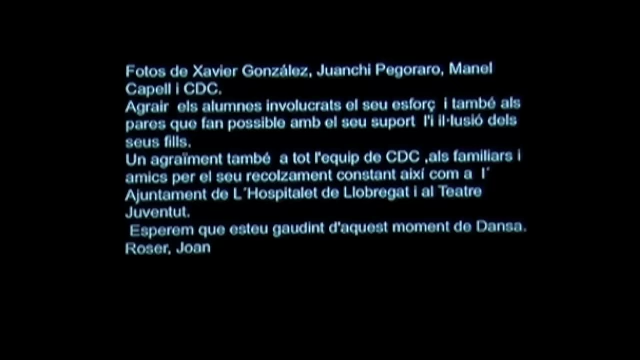 Fotos de Xavier González, Juanchi Pegoraro, Manel
Capell i CDC.
Agrair els alumnes involucrats el seu esforç i també als
pares que fan possible amb el seu suport l'i il·lusió dels
seus fills.
Un agraïment també a tot l'equip de CDC ,als familiars i
amics per el seu recolzament constant així com a l´
Ajuntament de L´Hospitalet de Llobregat i al Teatre
Juventut.
Esperem que esteu gaudint d'aquest moment de Dansa.
Roser, Joan